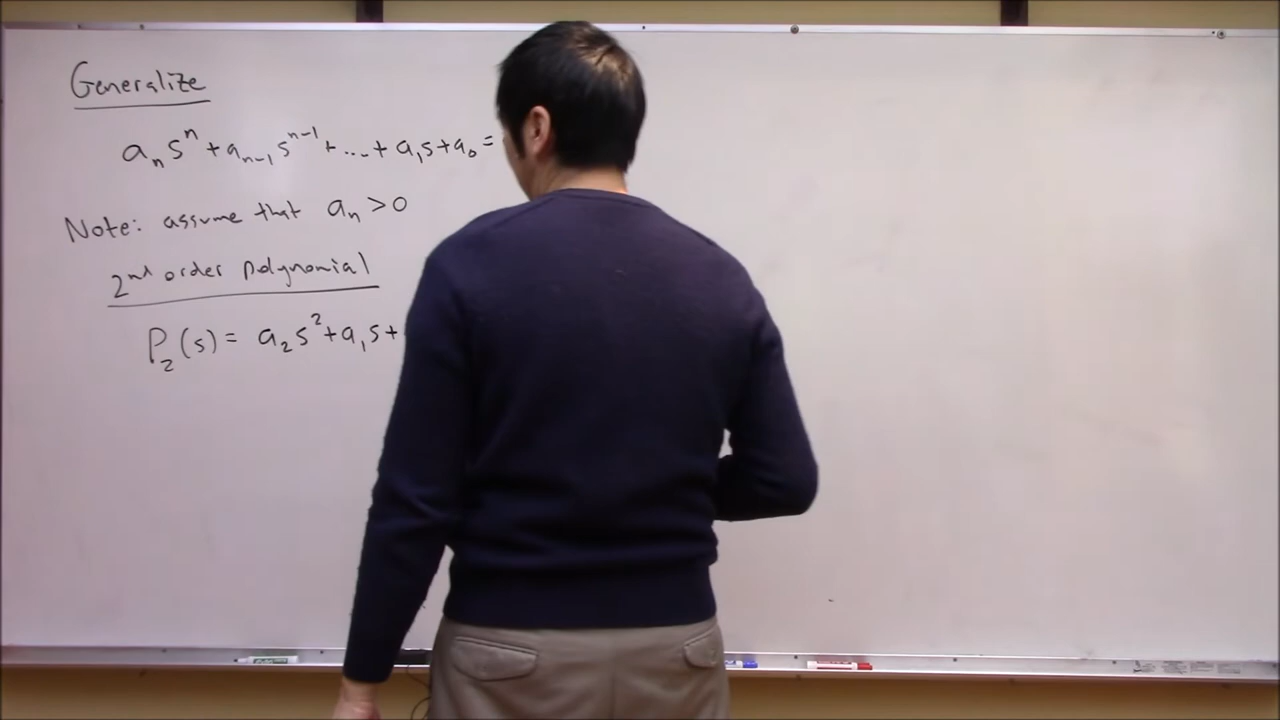 Generalize
aₙsⁿ + aₙ₋₁sⁿ⁻¹ + ... + a₁s + a₀ =
Note: assume that aₙ > 0
2ⁿᵈ order polynomial
P₂(s) = a₂s² + a₁s +